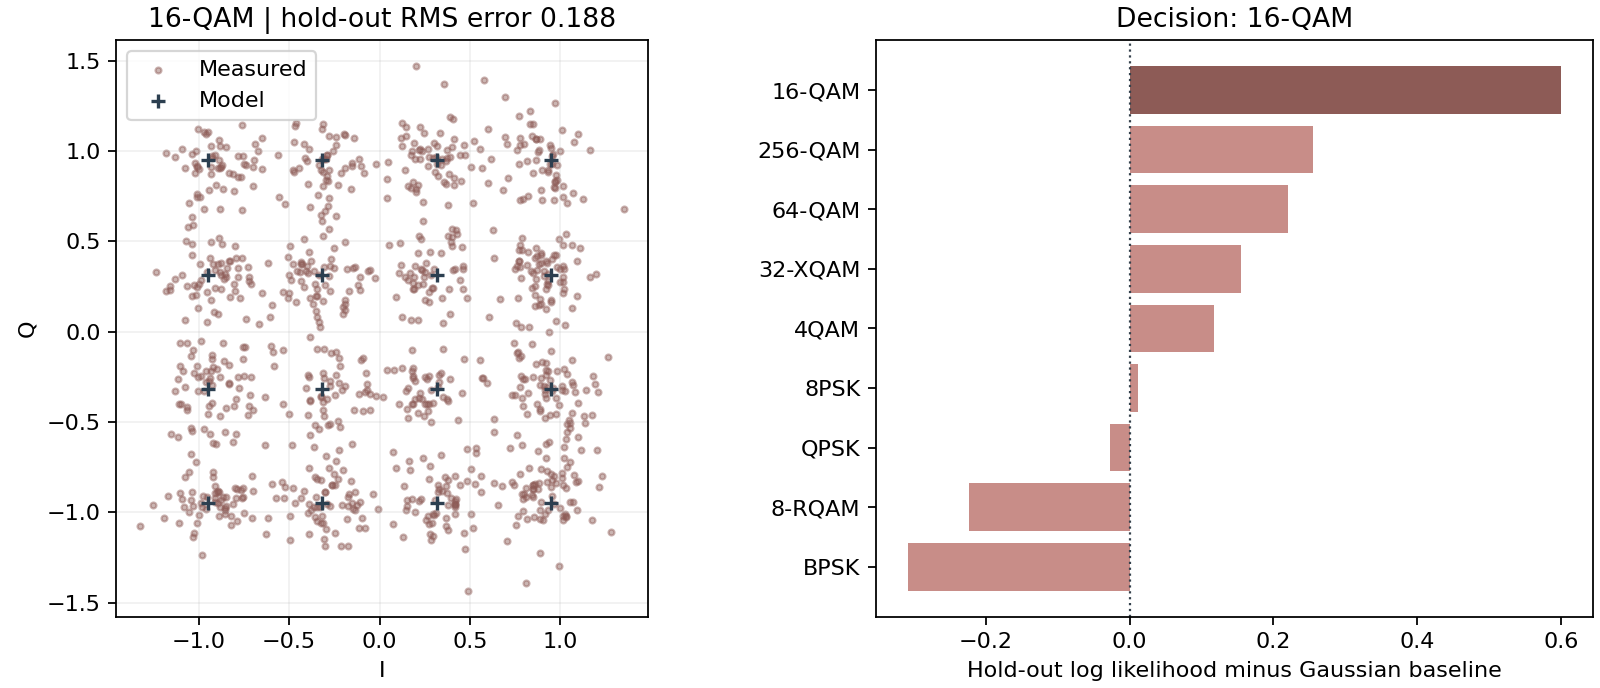 16-QAM | hold-out RMS error 0.188
Measured
Model
1.5
1.0
0.5
0.0
−0.5
−1.0
−1.5
Q
−1.0 −0.5 0.0 0.5 1.0
I
Decision: 16-QAM
16-QAM
256-QAM
64-QAM
32-XQAM
4QAM
8PSK
QPSK
8-RQAM
BPSK
−0.2 0.0 0.2 0.4 0.6
Hold-out log likelihood minus Gaussian baseline